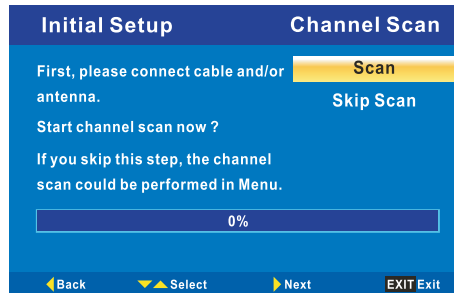 Initial Setup Channel Scan
First, please connect cable and/or
antenna.
Start channel scan now ?
If you skip this step, the channel
scan could be performed in Menu.
Scan
Skip Scan
0%
Back Select Next EXIT Exit